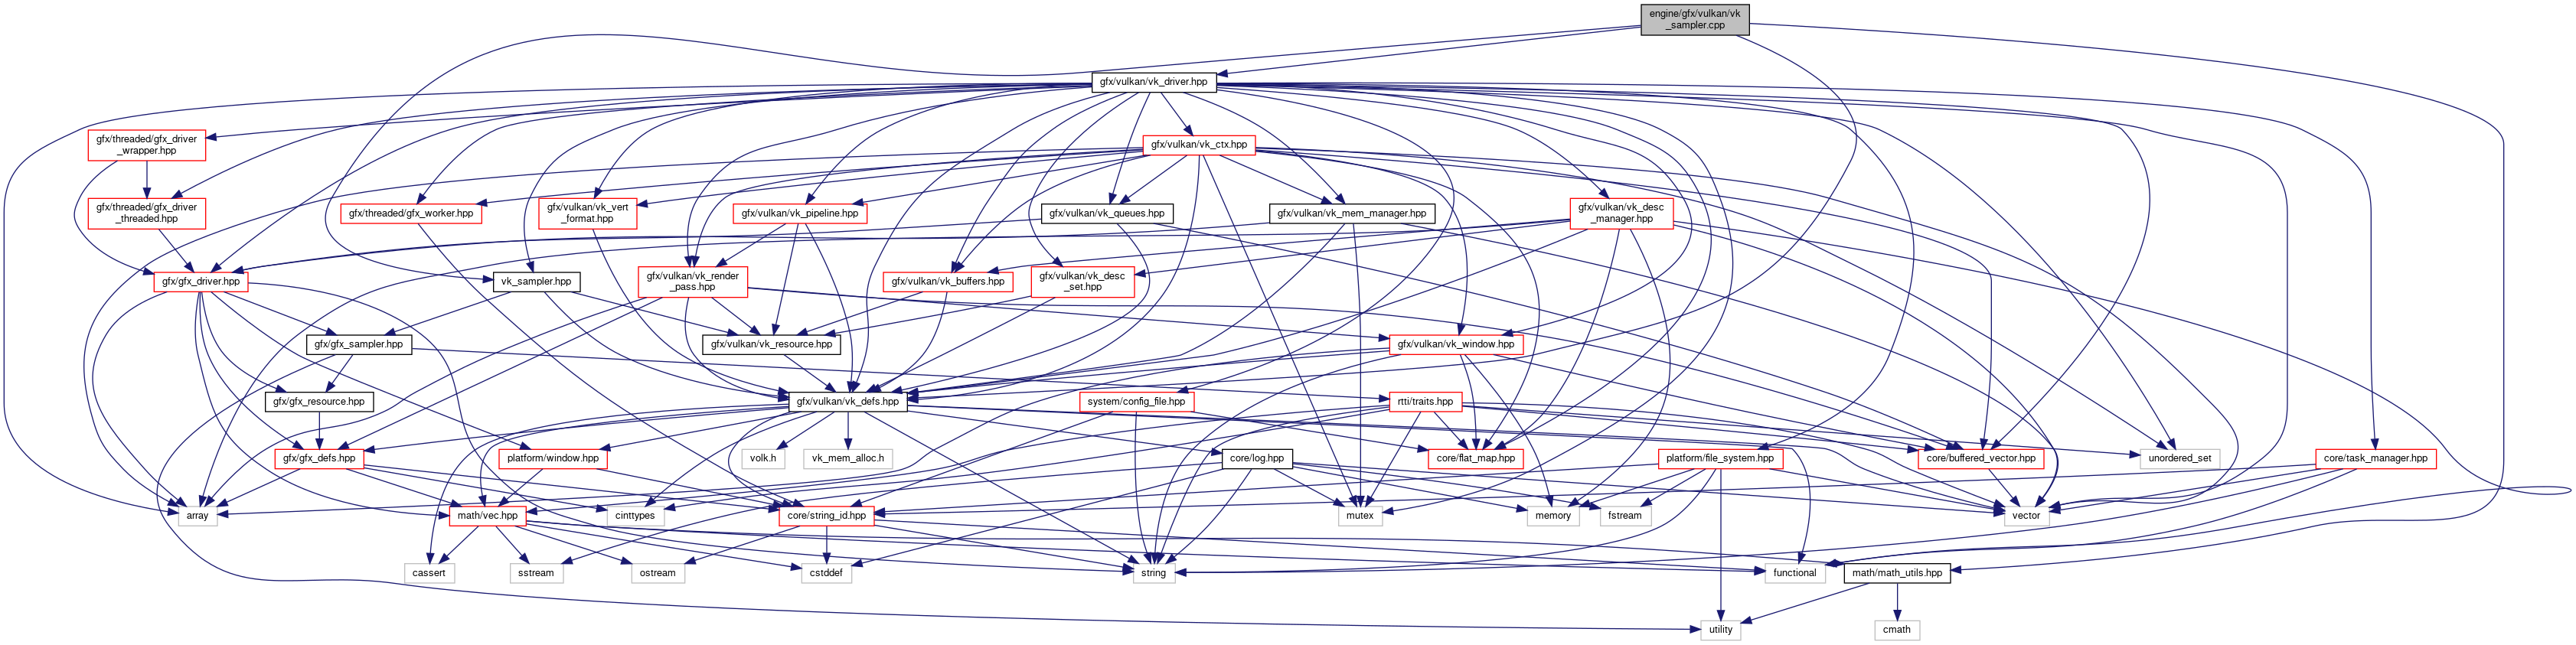 engine/gfx/vulkan/vk
_sampler.cpp
gfx/vulkan/vk_driver.hpp
gfx/threaded/gfx_driver
_wrapper.hpp
gfx/vulkan/vk_ctx.hpp
gfx/threaded/gfx_driver
_threaded.hpp
gfx/threaded/gfx_worker.hpp
gfx/vulkan/vk_vert
_format.hpp
gfx/vulkan/vk_pipeline.hpp
gfx/vulkan/vk_queues.hpp
gfx/vulkan/vk_mem_manager.hpp
gfx/vulkan/vk_desc
_manager.hpp
gfx/gfx_driver.hpp
vk_sampler.hpp
gfx/vulkan/vk_render
_pass.hpp
gfx/vulkan/vk_buffers.hpp
gfx/vulkan/vk_desc
_set.hpp
gfx/gfx_sampler.hpp
gfx/vulkan/vk_resource.hpp
gfx/vulkan/vk_window.hpp
gfx/gfx_resource.hpp
gfx/vulkan/vk_defs.hpp
system/config_file.hpp
rtti/traits.hpp
gfx/gfx_defs.hpp
platform/window.hpp
volk.h
vk_mem_alloc.h
core/log.hpp
core/flat_map.hpp
platform/file_system.hpp
core/buffered_vector.hpp
unordered_set
core/task_manager.hpp
array
math/vec.hpp
cinttypes
core/string_id.hpp
mutex
memory
fstream
vector
cassert
sstream
ostream
cstddef
string
functional
math/math_utils.hpp
utility
cmath